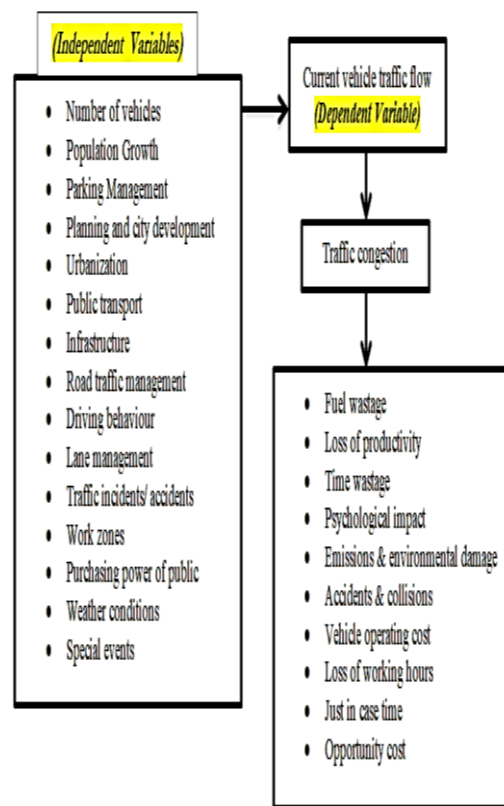 (Independent Variables)
• Number of vehicles
• Population Growth
• Parking Management
• Planning and city development
• Urbanization
• Public transport
• Infrastructure
• Road traffic management
• Driving behaviour
• Lane management
• Traffic incidents/ accidents
• Work zones
• Purchasing power of public
• Weather conditions
• Special events
Current vehicle traffic flow
(Dependent Variable)
Traffic congestion
• Fuel wastage
• Loss of productivity
• Time wastage
• Psychological impact
• Emissions & environmental damage
• Accidents & collisions
• Vehicle operating cost
• Loss of working hours
• Just in case time
• Opportunity cost